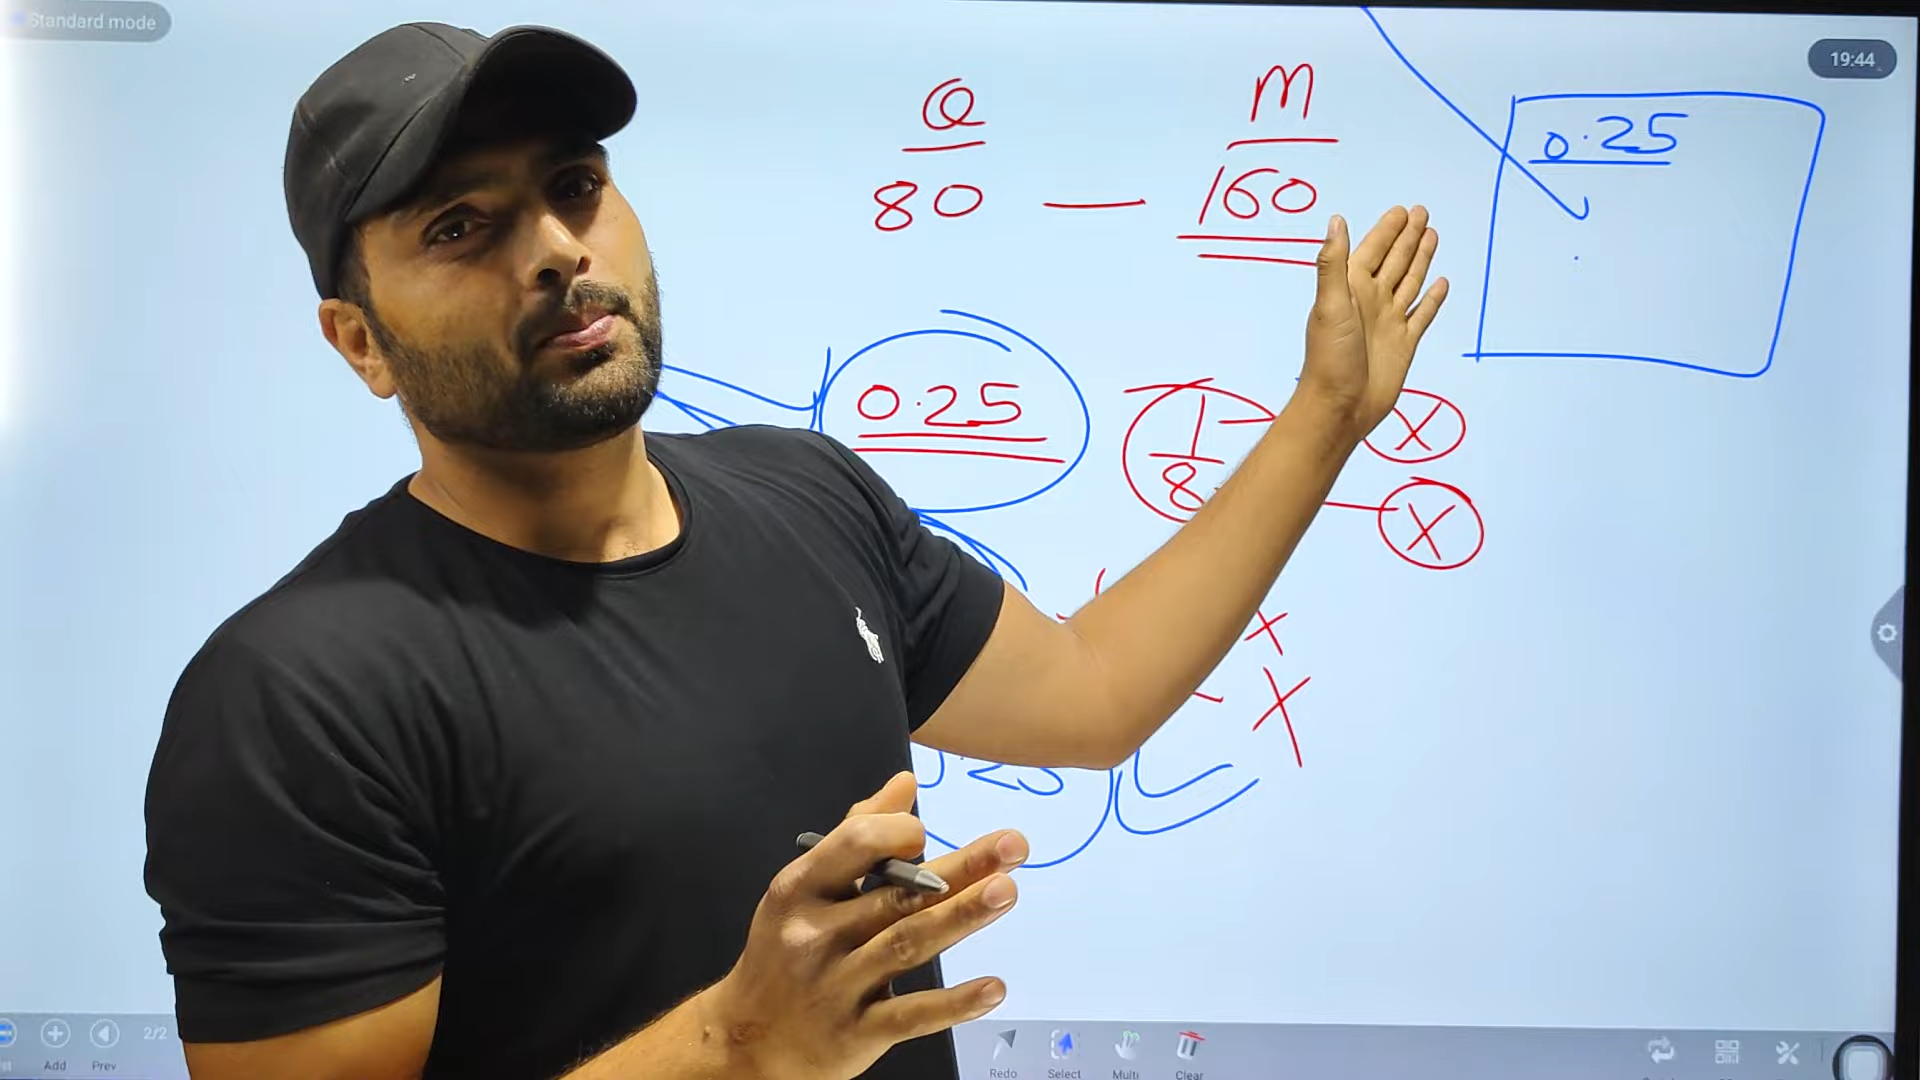 Standard mode
19:44
Q M
80 — 160
0.25
0.25
1/8
X
X
X
X
2/2
Add
Prev
Redo
Select
Multi
Clear